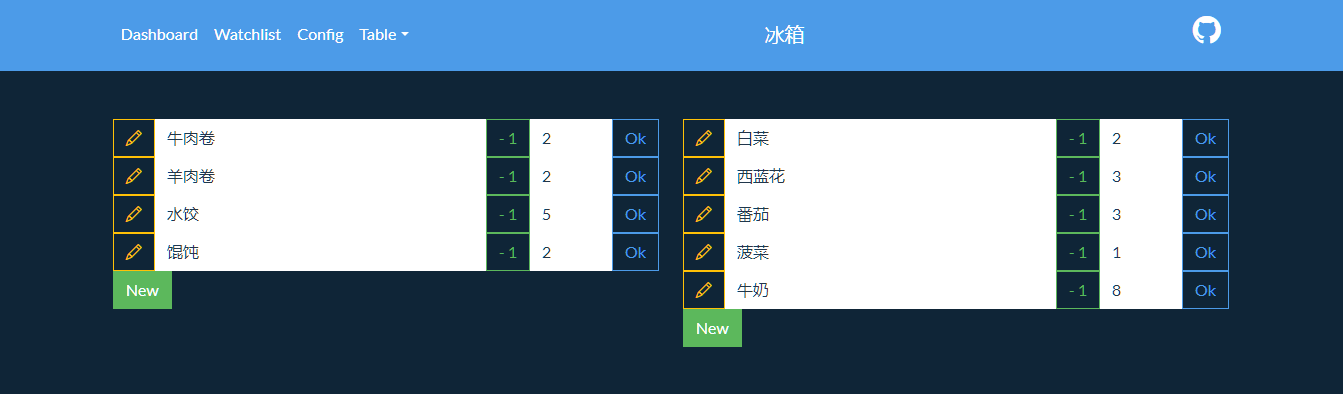 Dashboard Watchlist Config Table 冰箱
牛肉卷 - 1 2 Ok
羊肉卷 - 1 2 Ok
水饺 - 1 5 Ok
馄饨 - 1 2 Ok
New
白菜 - 1 2 Ok
西蓝花 - 1 3 Ok
番茄 - 1 3 Ok
菠菜 - 1 1 Ok
牛奶 - 1 8 Ok
New